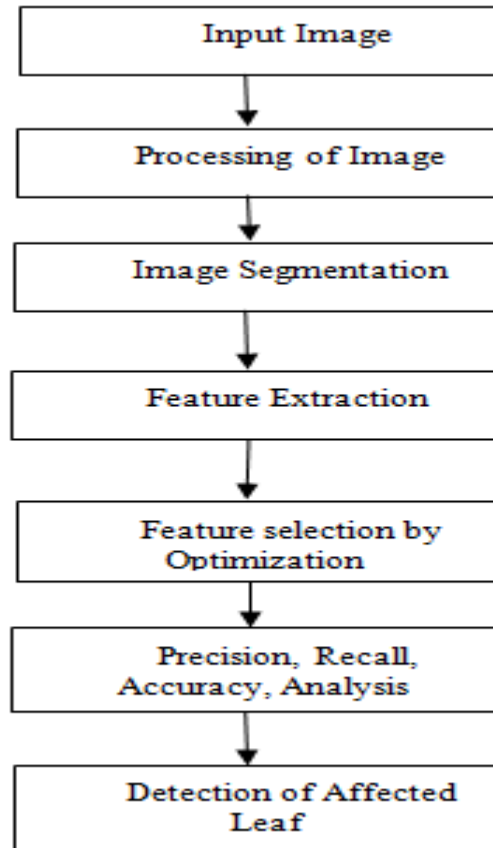 Input Image
Processing of Image
Image Segmentation
Feature Extraction
Feature selection by
Optimization
Precision, Recall,
Accuracy, Analysis
Detection of Affected
Leaf